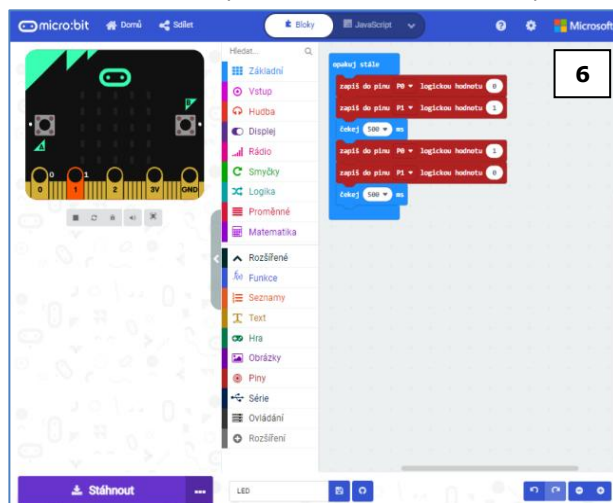 micro:bit Domů Sdílet Bloky JavaScript Microsoft
Hledat...
Základní
Vstup
Hudba
Displej
Rádio
Smyčky
Logika
Proměnné
Matematika
Rozšířené
Funkce
Seznamy
Text
Hra
Obrázky
Piny
Série
Ovládání
Rozšíření
opakuj stále
zapiš do pinu P0 logickou hodnotu 0
zapiš do pinu P1 logickou hodnotu 1
čekej 500 ms
zapiš do pinu P0 logickou hodnotu 1
zapiš do pinu P1 logickou hodnotu 0
čekej 500 ms
6
B
A
0 1
0 1 2 3V GND
Stáhnout
LED